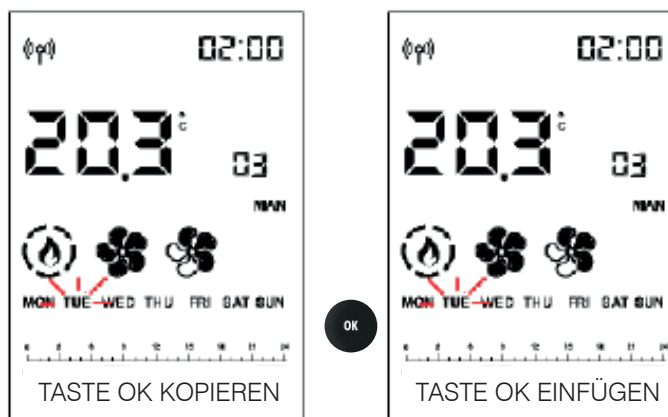 02:00
20.3 °C
03
MAN
MON TUE WED THU FRI SAT SUN
TASTE OK KOPIEREN
OK
02:00
20.3 °C
03
MAN
MON TUE WED THU FRI SAT SUN
TASTE OK EINFÜGEN